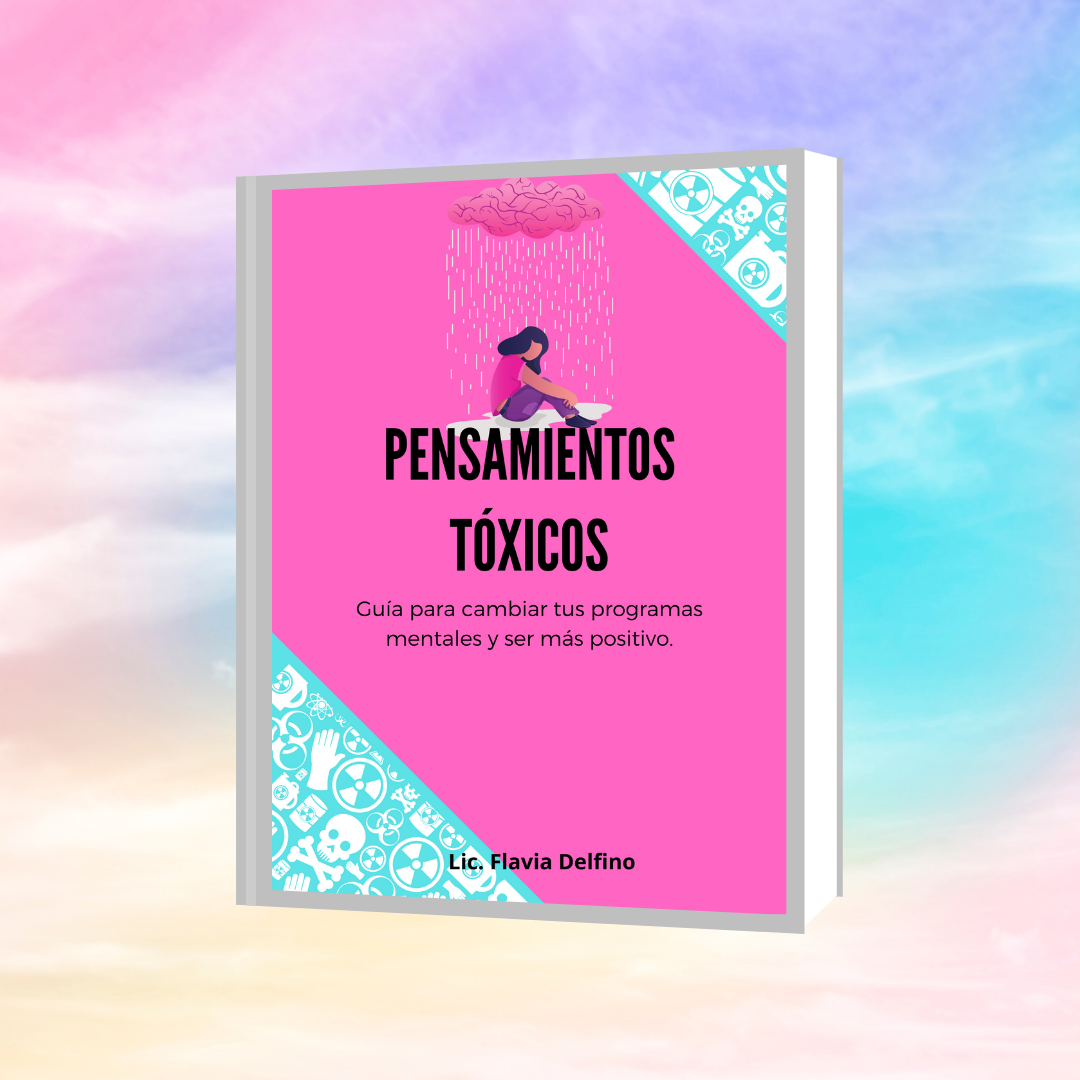 PENSAMIENTOS
TÓXICOS
Guía para cambiar tus programas
mentales y ser más positivo.
Lic. Flavia Delfino